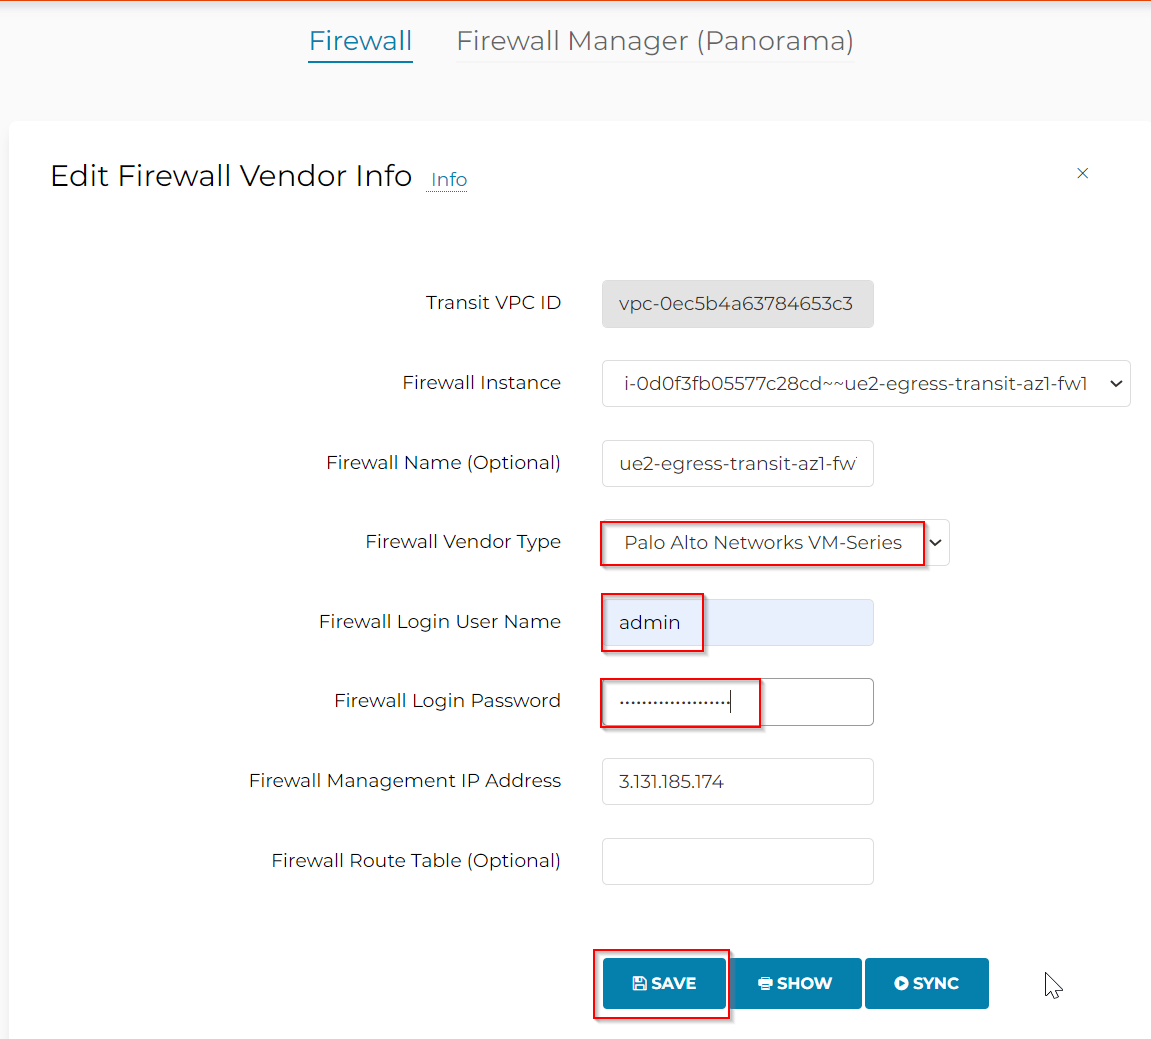 Firewall Firewall Manager (Panorama)
Edit Firewall Vendor Info Info
Transit VPC ID vpc-0ec5b4a63784653c3
Firewall Instance i-0d0f3fb05577c28cd~~ue2-egress-transit-az1-fw1
Firewall Name (Optional) ue2-egress-transit-az1-fw
Firewall Vendor Type Palo Alto Networks VM-Series
Firewall Login User Name admin
Firewall Login Password ····················
Firewall Management IP Address 3.131.185.174
Firewall Route Table (Optional)
SAVE SHOW SYNC